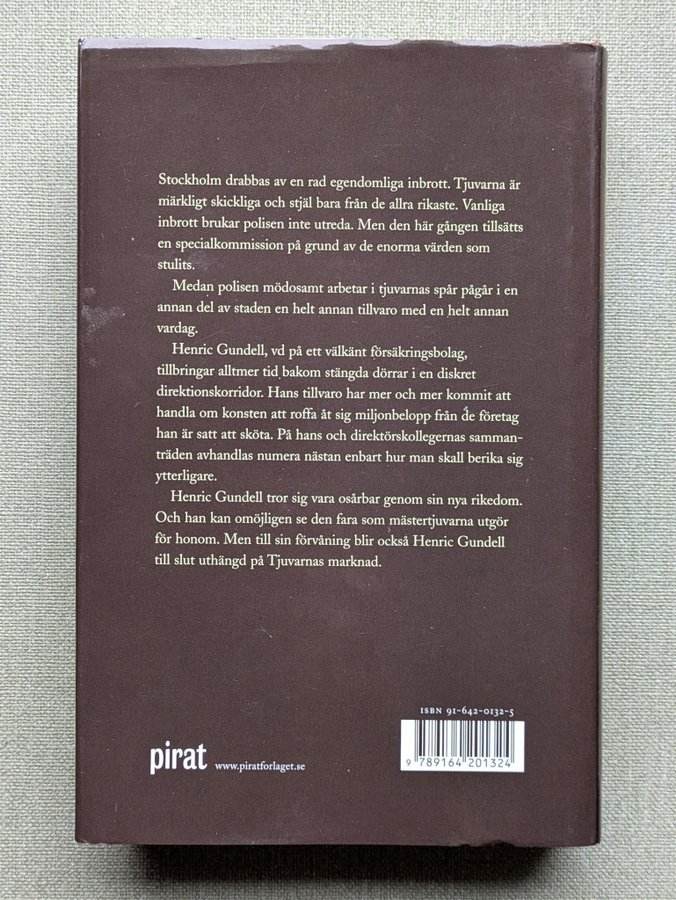 Stockholm drabbas av en rad egendomliga inbrott. Tjuvarna är
märkligt skickliga och stjäl bara från de allra rikaste. Vanliga
inbrott brukar polisen inte utreda. Men den här gången tillsätts
en specialkommission på grund av de enorma värden som
stulits.
Medan polisen mödosamt arbetar i tjuvarnas spår pågår i en
annan del av staden en helt annan tillvaro med en helt annan
vardag.
Henric Gundell, vd på ett välkänt försäkringsbolag,
tillbringar alltmer tid bakom stängda dörrar i en diskret
direktionskorridor. Hans tillvaro har mer och mer kommit att
handla om konsten att roffa åt sig miljonbelopp från de företag
han är satt att sköta. På hans och direktörskollegernas samman-
träden avhandlas numera nästan enbart hur man skall berika sig
ytterligare.
Henric Gundell tror sig vara osårbar genom sin nya rikedom.
Och han kan omöjligen se den fara som mästertjuvarna utgör
för honom. Men till sin förvåning blir också Henric Gundell
till slut uthängd på Tjuvarnas marknad.
ISBN 91-642-0132-5
pirat www.piratforlaget.se
9 789164 201324